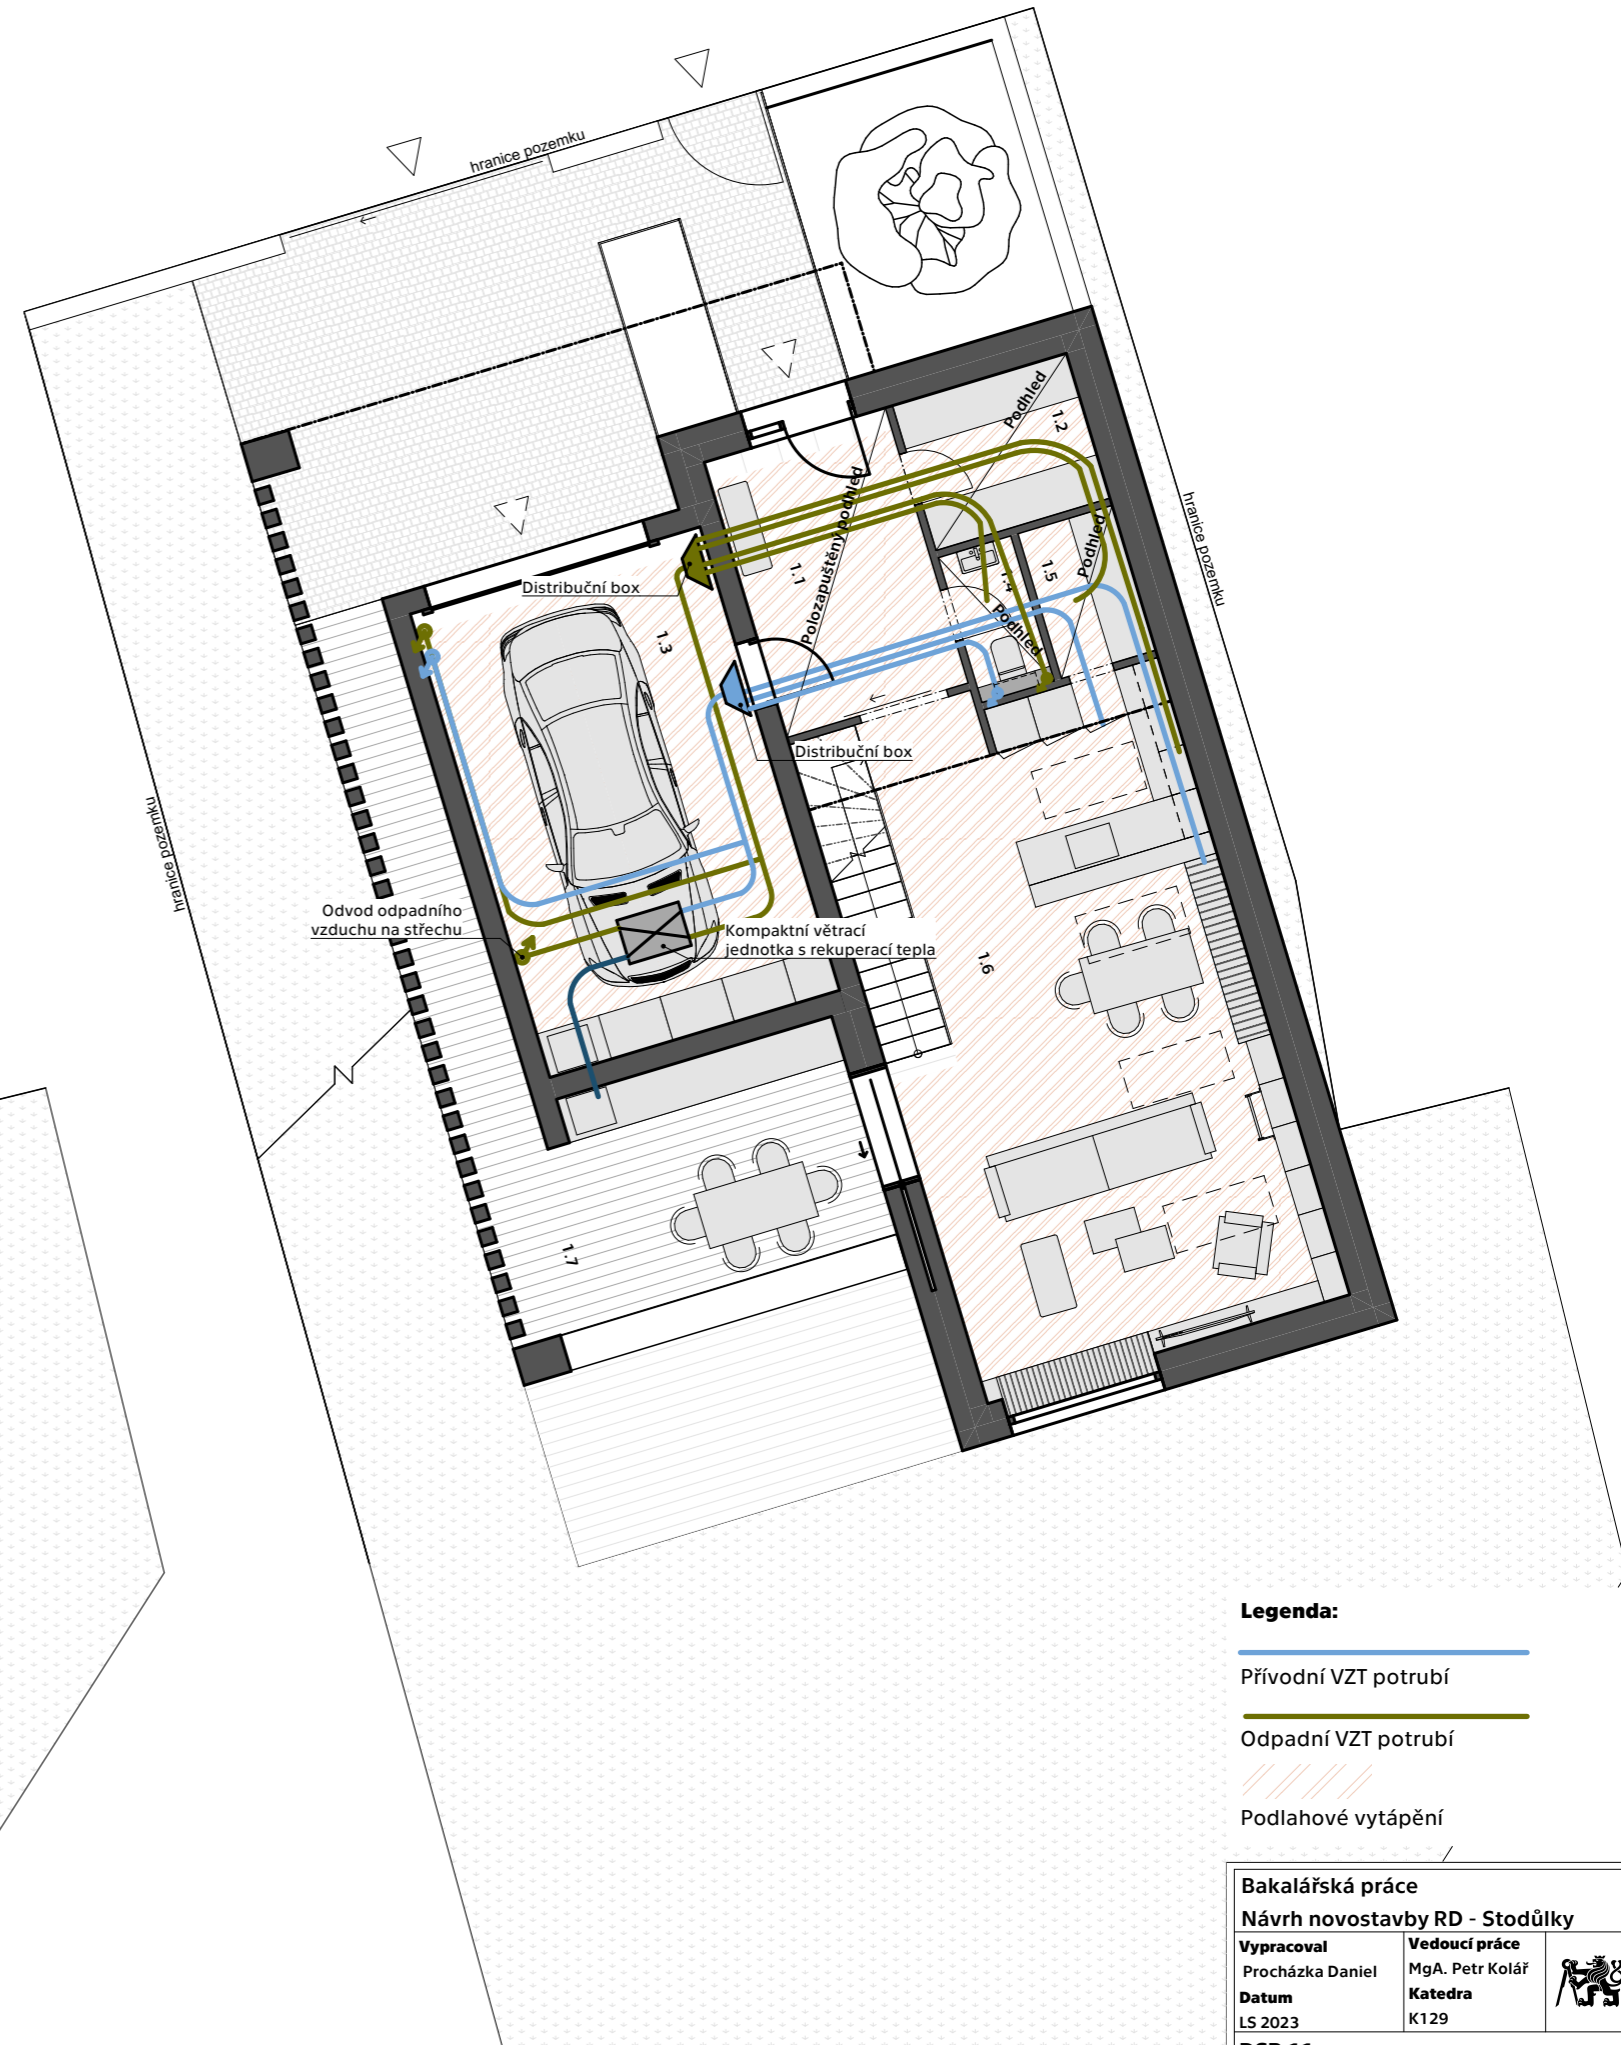 hranice pozemku
Podhled
1.2
Polozapuštěný podhled
hranice pozemku
Podhled
1.1
1.5
1.4
Distribuční box
Podhled
1.3
Distribuční box
hranice pozemku
Odvod odpadního
vzduchu na střechu
Kompaktní větrací
jednotka s rekuperací tepla
1.6
1.7
Legenda:
Přívodní VZT potrubí
Odpadní VZT potrubí
Podlahové vytápění
Bakalářská práce
Návrh novostavby RD - Stodůlky
Vypracoval
Procházka Daniel
Datum
LS 2023
Vedoucí práce
MgA. Petr Kolář
Katedra
K129